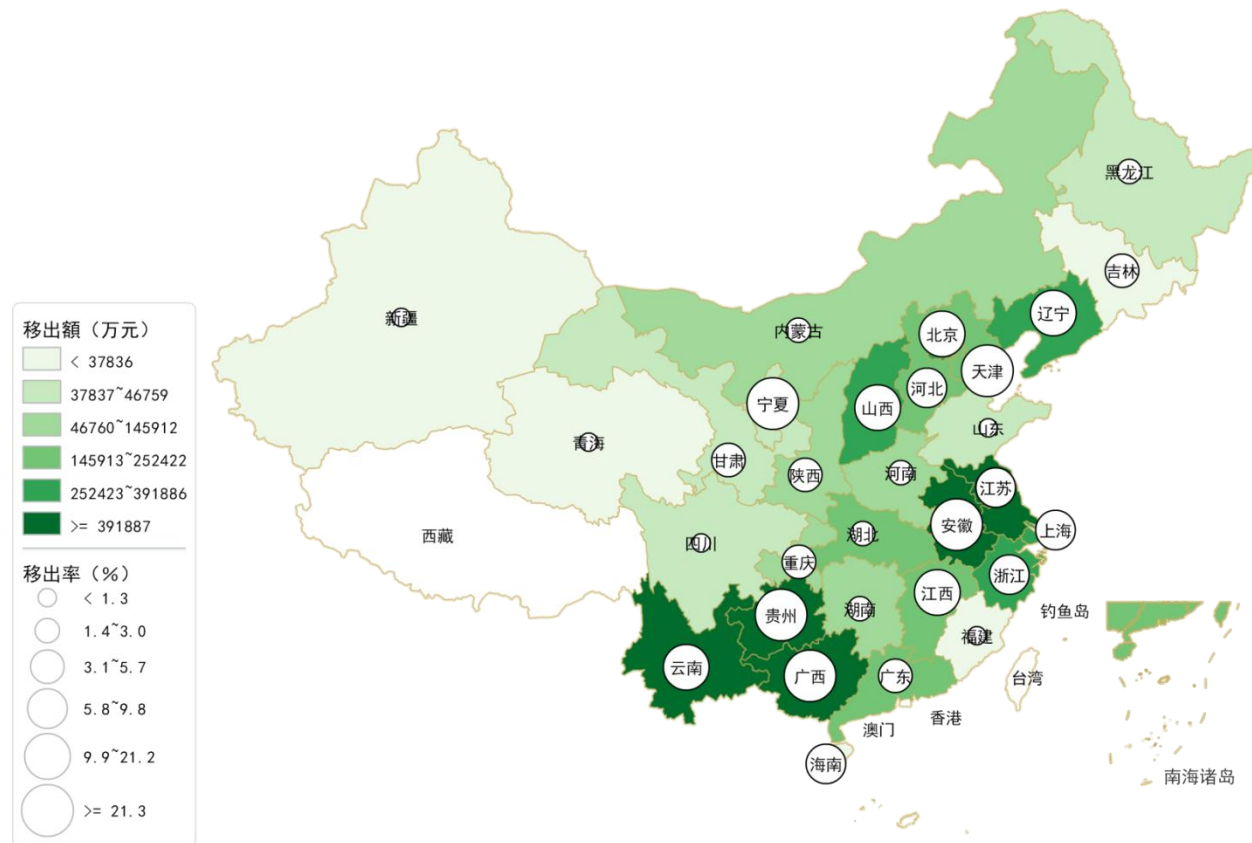 黑龙江
吉林
新疆
内蒙古
北京
辽宁
天津
河北
宁夏
山西
山东
青海
甘肃
陕西
河南
江苏
西藏
四川
湖北
安徽
上海
重庆
浙江
贵州
湖南
江西
钓鱼岛
福建
云南
广西
广东
台湾
香港
澳门
海南
南海诸岛
移出額（万元）
< 37836
37837~46759
46760~145912
145913~252422
252423~391886
>= 391887
移出率（%）
< 1.3
1.4~3.0
3.1~5.7
5.8~9.8
9.9~21.2
>= 21.3